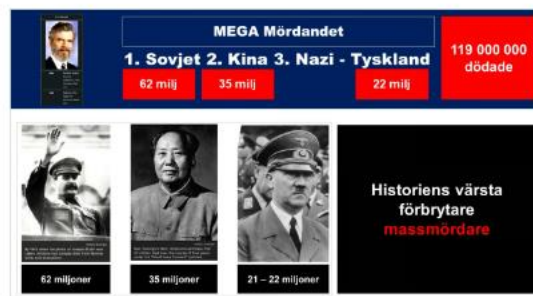 MEGA Mördandet
1. Sovjet 2. Kina 3. Nazi - Tyskland
62 milj
35 milj
22 milj
119 000 000
dödade
Historiens värsta
förbrytare
massmördare
62 miljoner
35 miljoner
21 – 22 miljoner